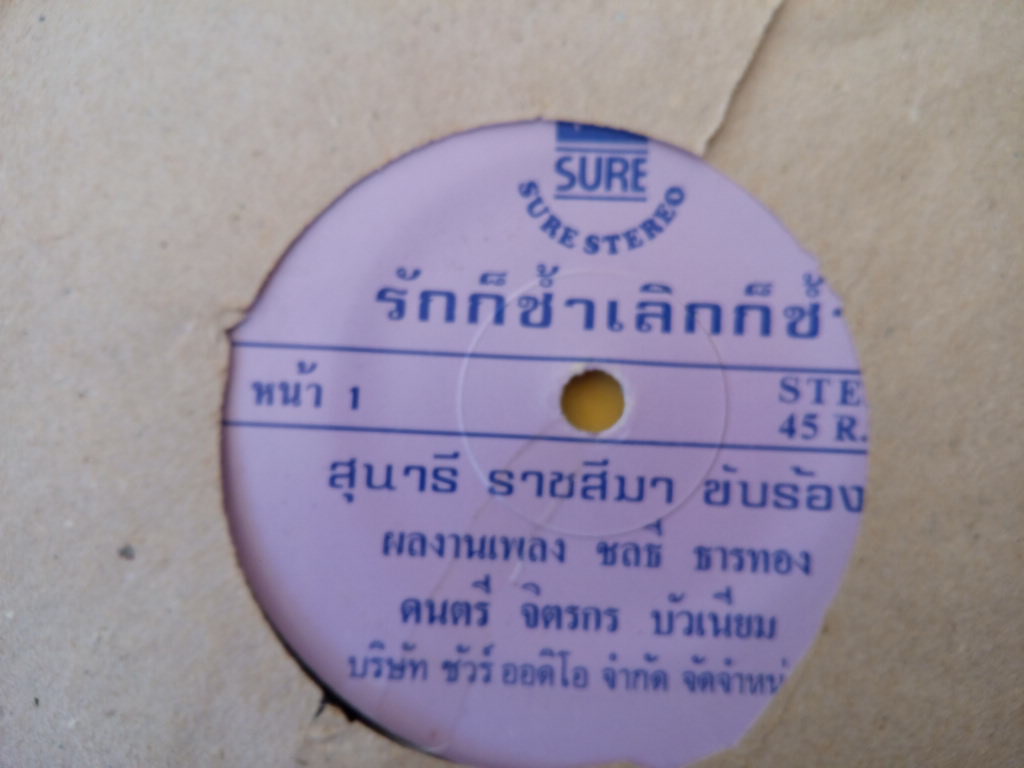 SURE
SURE STEREO
รักก็ช้ำเลิกก็ช้ำ
หน้า 1
STE
45 R.
สุนารี ราชสีมา ขับร้อง
ผลงานเพลง ชลธี ธารทอง
ดนตรี จิตรกร บัวเนียม
บริษัท ชัวร์ ออดิโอ จำกัด จัดจำหน่